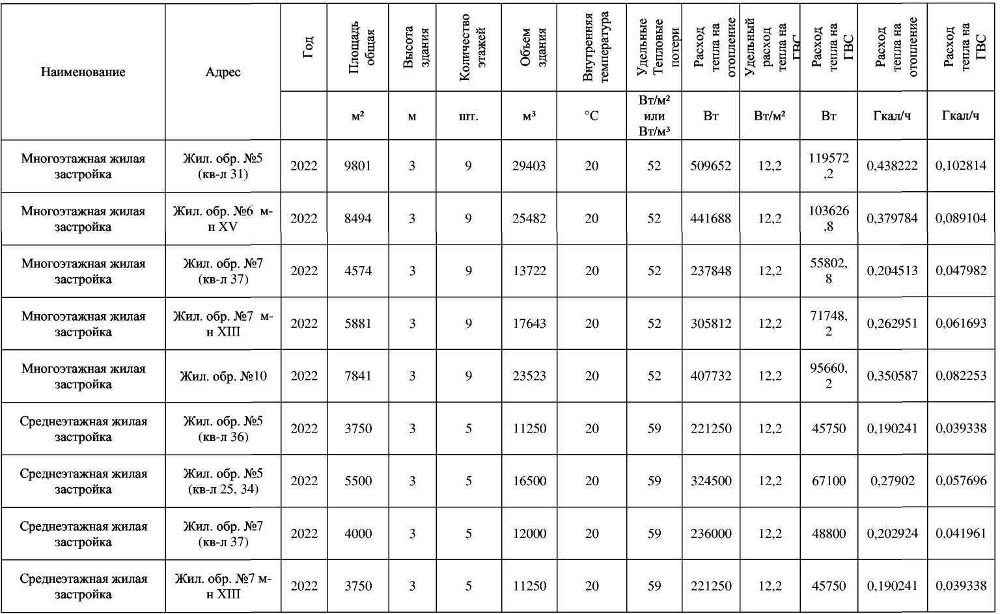 Наименование
Адрес
Год
Площадь
общая
Высота
здания
Количество
этажей
Объем
здания
Внутренняя
температура
Удельные
Тепловые
потери
Расход
тепла на
отопление
Удельный
расход
тепла на
ГВС
Расход
тепла на
ГВС
Расход
тепла на
отопление
Расход
тепла на
ГВС
м²
м
шт.
м³
°С
Вт/м²
или
Вт/м³
Вт
Вт/м²
Вт
Гкал/ч
Гкал/ч
Многоэтажная жилая
застройка
Жил. обр. №5
(кв-л 31)
2022
9801
3
9
29403
20
52
509652
12,2
119572
,2
0,438222
0,102814
Многоэтажная жилая
застройка
Жил. обр. №6 м-
н XV
2022
8494
3
9
25482
20
52
441688
12,2
103626
,8
0,379784
0,089104
Многоэтажная жилая
застройка
Жил. обр. №7
(кв-л 37)
2022
4574
3
9
13722
20
52
237848
12,2
55802,
8
0,204513
0,047982
Многоэтажная жилая
застройка
Жил. обр. №7 м-
н XIII
2022
5881
3
9
17643
20
52
305812
12,2
71748,
2
0,262951
0,061693
Многоэтажная жилая
застройка
Жил. обр. №10
2022
7841
3
9
23523
20
52
407732
12,2
95660,
2
0,350587
0,082253
Среднеэтажная жилая
застройка
Жил. обр. №5
(кв-л 36)
2022
3750
3
5
11250
20
59
221250
12,2
45750
0,190241
0,039338
Среднеэтажная жилая
застройка
Жил. обр. №5
(кв-л 25, 34)
2022
5500
3
5
16500
20
59
324500
12,2
67100
0,27902
0,057696
Среднеэтажная жилая
застройка
Жил. обр. №7
(кв-л 37)
2022
4000
3
5
12000
20
59
236000
12,2
48800
0,202924
0,041961
Среднеэтажная жилая
застройка
Жил. обр. №7 м-
н XIII
2022
3750
3
5
11250
20
59
221250
12,2
45750
0,190241
0,039338